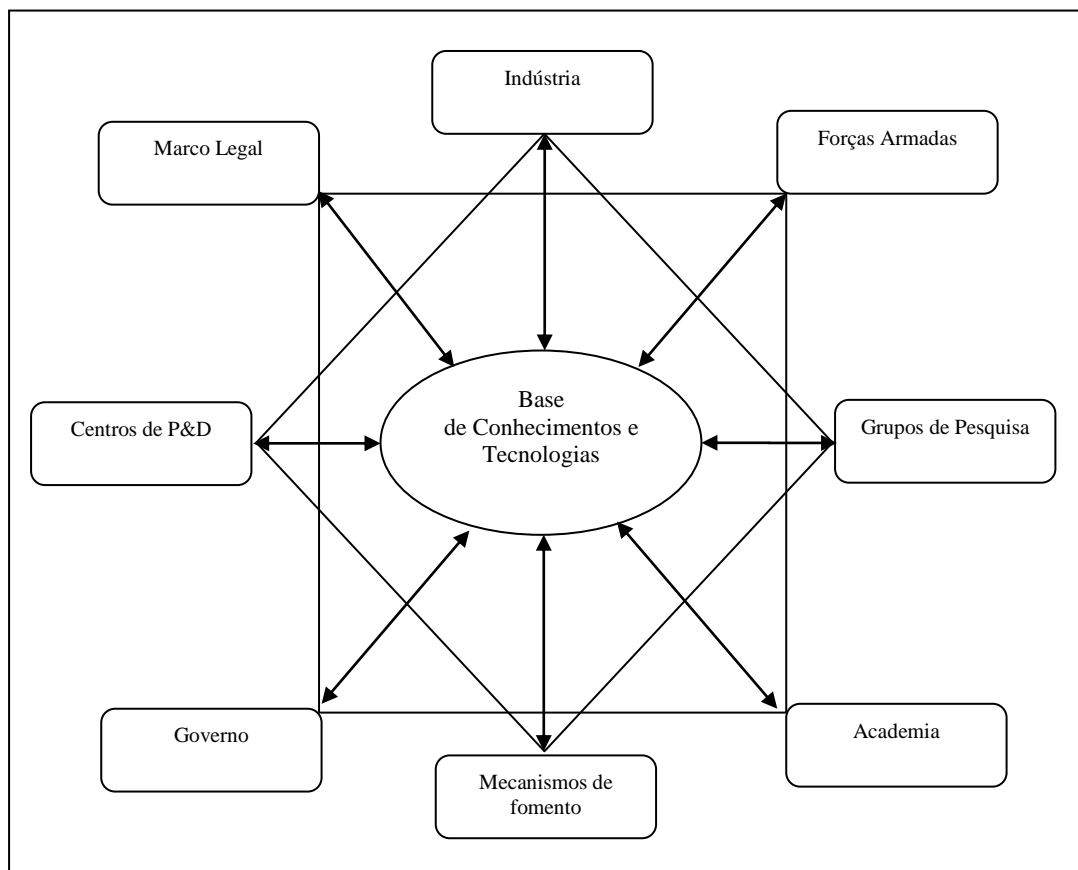 Indústria
Marco Legal
Forças Armadas
Base
de Conhecimentos e
Tecnologias
Centros de P&D
Grupos de Pesquisa
Governo
Academia
Mecanismos de
fomento